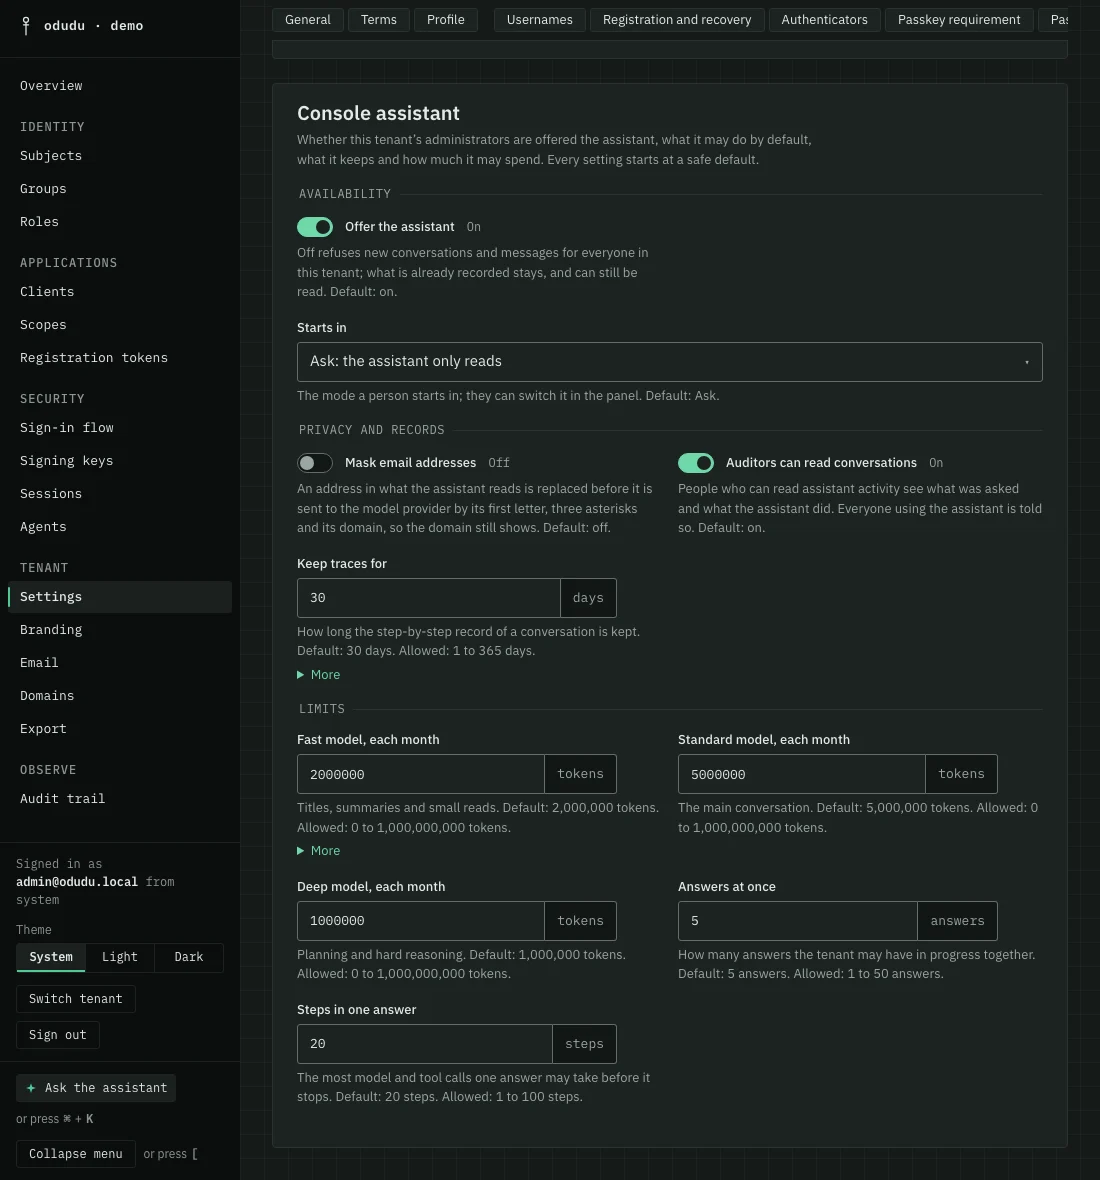 odudu · demo
Overview
IDENTITY
Subjects
Groups
Roles
APPLICATIONS
Clients
Scopes
Registration tokens
SECURITY
Sign-in flow
Signing keys
Sessions
Agents
TENANT
Settings
Branding
Email
Domains
Export
OBSERVE
Audit trail
Signed in as
admin@odudu.local from
system
Theme
System Light Dark
Switch tenant
Sign out
Ask the assistant
or press ⌘ + K
Collapse menu or press [
General Terms Profile Usernames Registration and recovery Authenticators Passkey requirement Pas
Console assistant
Whether this tenant’s administrators are offered the assistant, what it may do by default,
what it keeps and how much it may spend. Every setting starts at a safe default.
AVAILABILITY
Offer the assistant On
Off refuses new conversations and messages for everyone in
this tenant; what is already recorded stays, and can still be
read. Default: on.
Starts in
Ask: the assistant only reads
The mode a person starts in; they can switch it in the panel. Default: Ask.
PRIVACY AND RECORDS
Mask email addresses Off
An address in what the assistant reads is replaced before it is
sent to the model provider by its first letter, three asterisks
and its domain, so the domain still shows. Default: off.
Auditors can read conversations On
People who can read assistant activity see what was asked
and what the assistant did. Everyone using the assistant is told
so. Default: on.
Keep traces for
30 days
How long the step-by-step record of a conversation is kept.
Default: 30 days. Allowed: 1 to 365 days.
More
LIMITS
Fast model, each month
2000000 tokens
Titles, summaries and small reads. Default: 2,000,000 tokens.
Allowed: 0 to 1,000,000,000 tokens.
More
Standard model, each month
5000000 tokens
The main conversation. Default: 5,000,000 tokens. Allowed: 0
to 1,000,000,000 tokens.
Deep model, each month
1000000 tokens
Planning and hard reasoning. Default: 1,000,000 tokens.
Allowed: 0 to 1,000,000,000 tokens.
Answers at once
5 answers
How many answers the tenant may have in progress together.
Default: 5 answers. Allowed: 1 to 50 answers.
Steps in one answer
20 steps
The most model and tool calls one answer may take before it
stops. Default: 20 steps. Allowed: 1 to 100 steps.